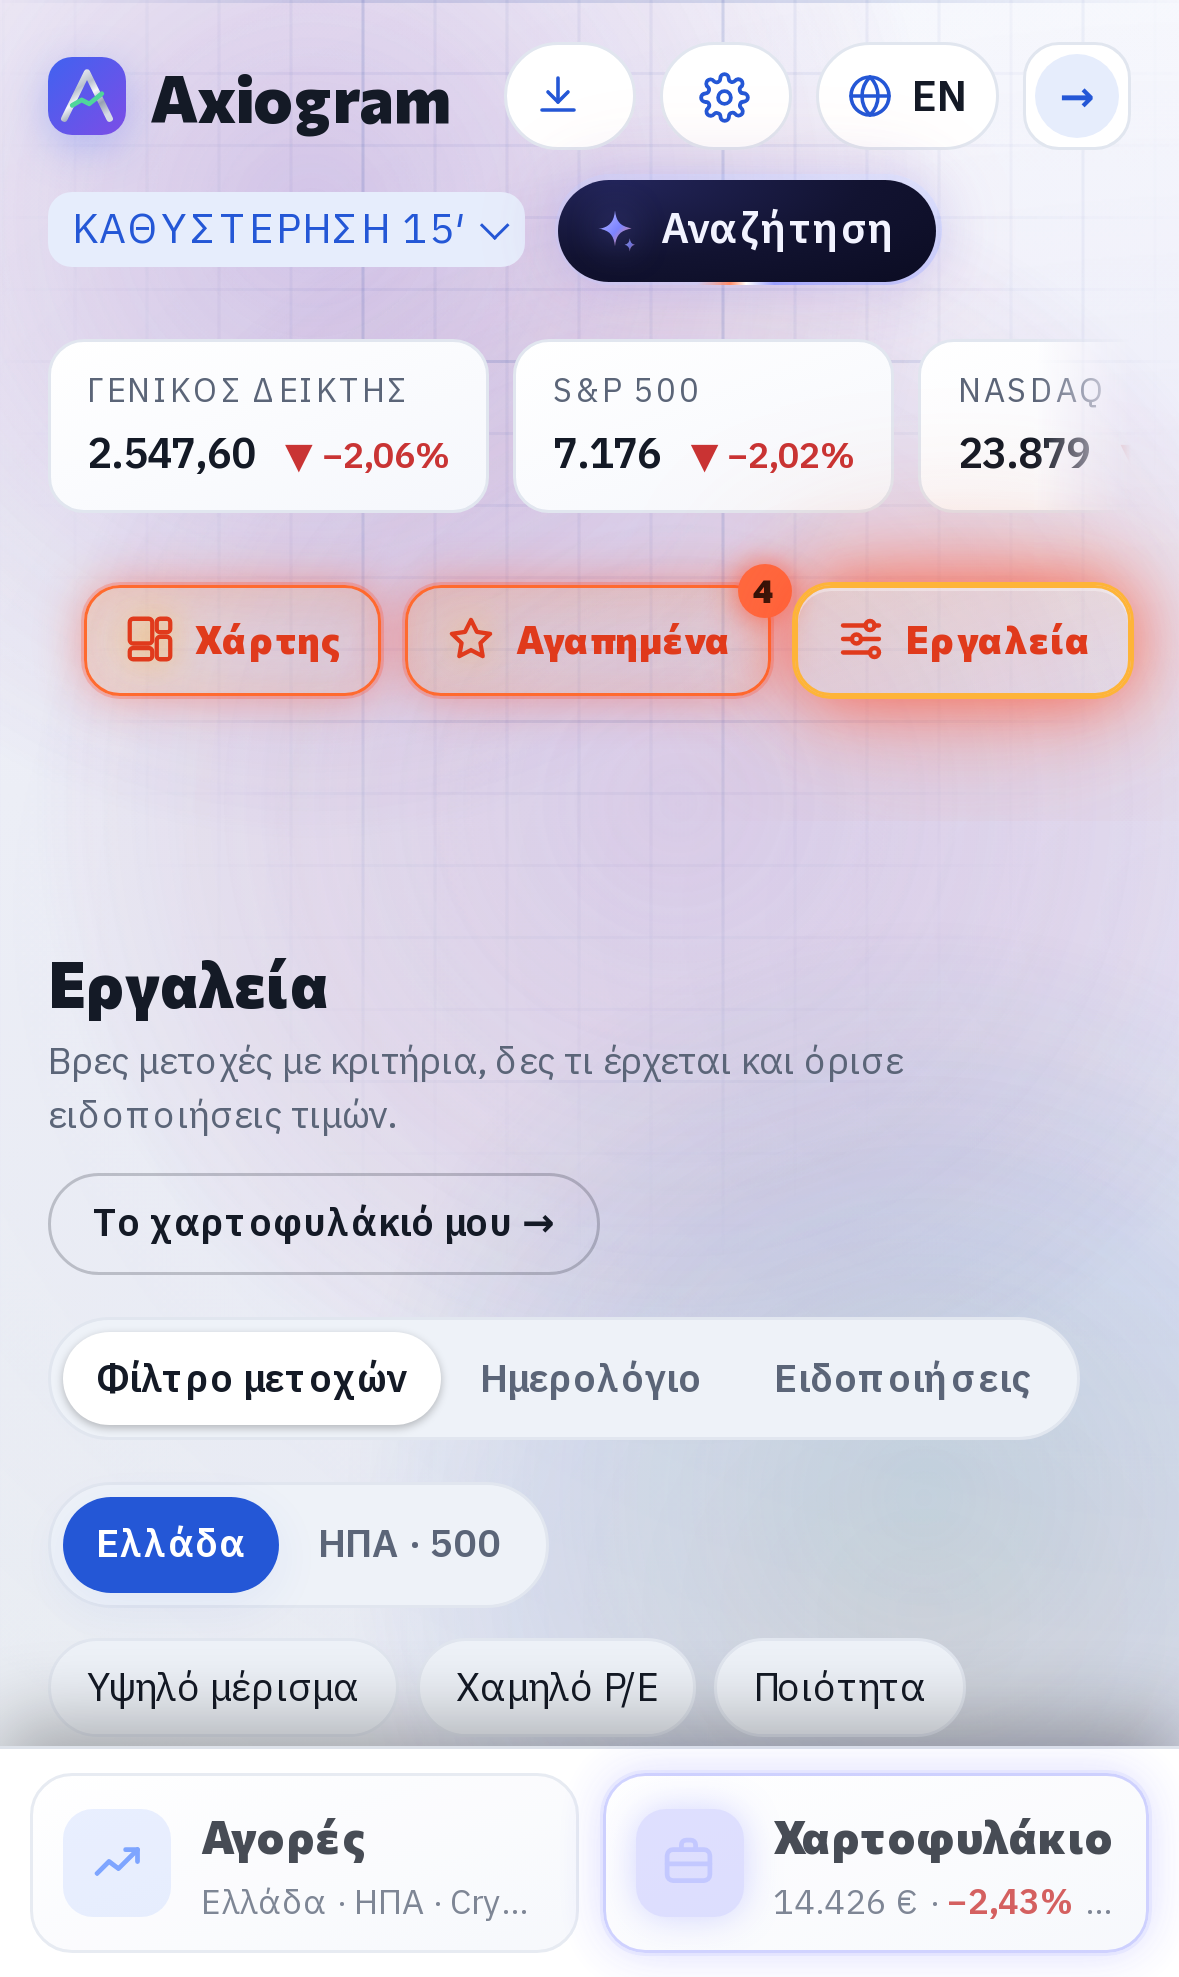 Axiogram
EN
→
ΚΑΘΥΣΤΕΡΗΣΗ 15′
Αναζήτηση
ΓΕΝΙΚΟΣ ΔΕΙΚΤΗΣ
2.547,60 ▼ −2,06%
S&P 500
7.176 ▼ −2,02%
NASDAQ
23.879
Χάρτης
Αγαπημένα
4
Εργαλεία
Εργαλεία
Βρες μετοχές με κριτήρια, δες τι έρχεται και όρισε
ειδοποιήσεις τιμών.
Το χαρτοφυλάκιό μου →
Φίλτρο μετοχών
Ημερολόγιο
Ειδοποιήσεις
Ελλάδα
ΗΠΑ · 500
Υψηλό μέρισμα
Χαμηλό P/E
Ποιότητα
Αγορές
Ελλάδα · ΗΠΑ · Cry…
Χαρτοφυλάκιο
14.426 € · −2,43% …